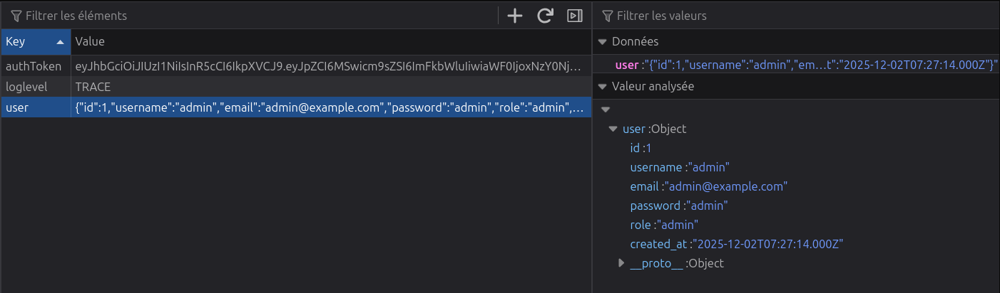 Filtrer les éléments
Key Value
authToken eyJhbGciOiJIUzI1NiIsInR5cCI6IkpXVCJ9.eyJpZCI6MSwicm9sZSI6ImFkbWluIiwiaWF0IjoxNzY0Nj…
loglevel TRACE
user {"id":1,"username":"admin","email":"admin@example.com","password":"admin","role":"admin",…
Filtrer les valeurs
Données
user :"{"id":1,"username":"admin","em…t":"2025-12-02T07:27:14.000Z"}"
Valeur analysée
user :Object
id :1
username :"admin"
email :"admin@example.com"
password :"admin"
role :"admin"
created_at :"2025-12-02T07:27:14.000Z"
__proto__ :Object